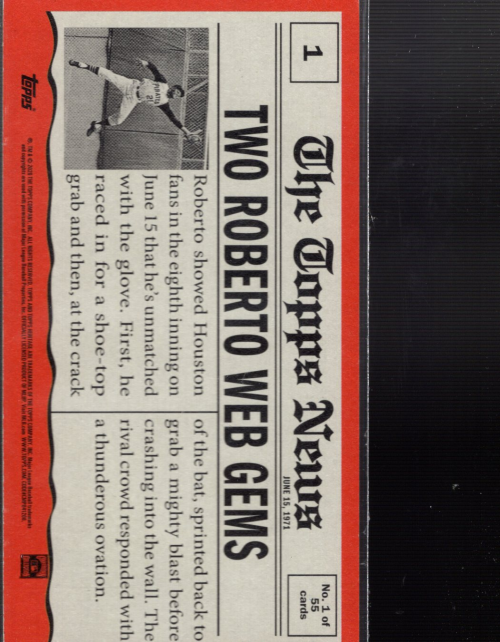 1
The Topps News
JUNE 15, 1971
No. 1 of
55
cards
TWO ROBERTO WEB GEMS
PIRATES
21
Roberto showed Houston
fans in the eighth inning on
June 15 that he's unmatched
with the glove. First, he
raced in for a shoe-top
grab and then, at the crack
of the bat, sprinted back to
grab a mighty blast before
crashing into the wall. The
rival crowd responded with
a thunderous ovation.
topps